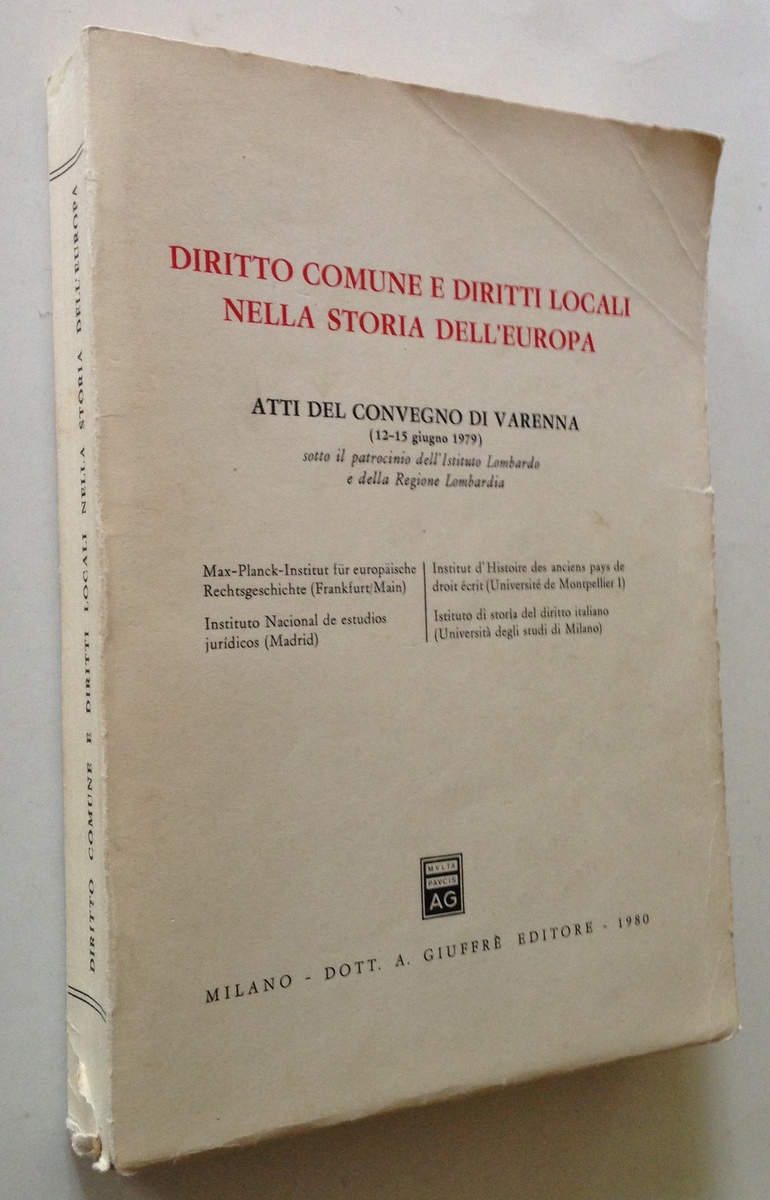 DIRITTO COMUNE E DIRITTI LOCALI NELLA STORIA DELL'EUROPA
DIRITTO COMUNE E DIRITTI LOCALI
NELLA STORIA DELL'EUROPA
ATTI DEL CONVEGNO DI VARENNA
(12-15 giugno 1979)
sotto il patrocinio dell'Istituto Lombardo
e della Regione Lombardia
Max-Planck-Institut für europäische
Rechtsgeschichte (Frankfurt/Main)
Instituto Nacional de estudios
jurídicos (Madrid)
Institut d'Histoire des anciens pays de
droit écrit (Université de Montpellier I)
Istituto di storia del diritto italiano
(Università degli studi di Milano)
MVLTA
PAVCIS
AG
MILANO - DOTT. A. GIUFFRÈ EDITORE - 1980